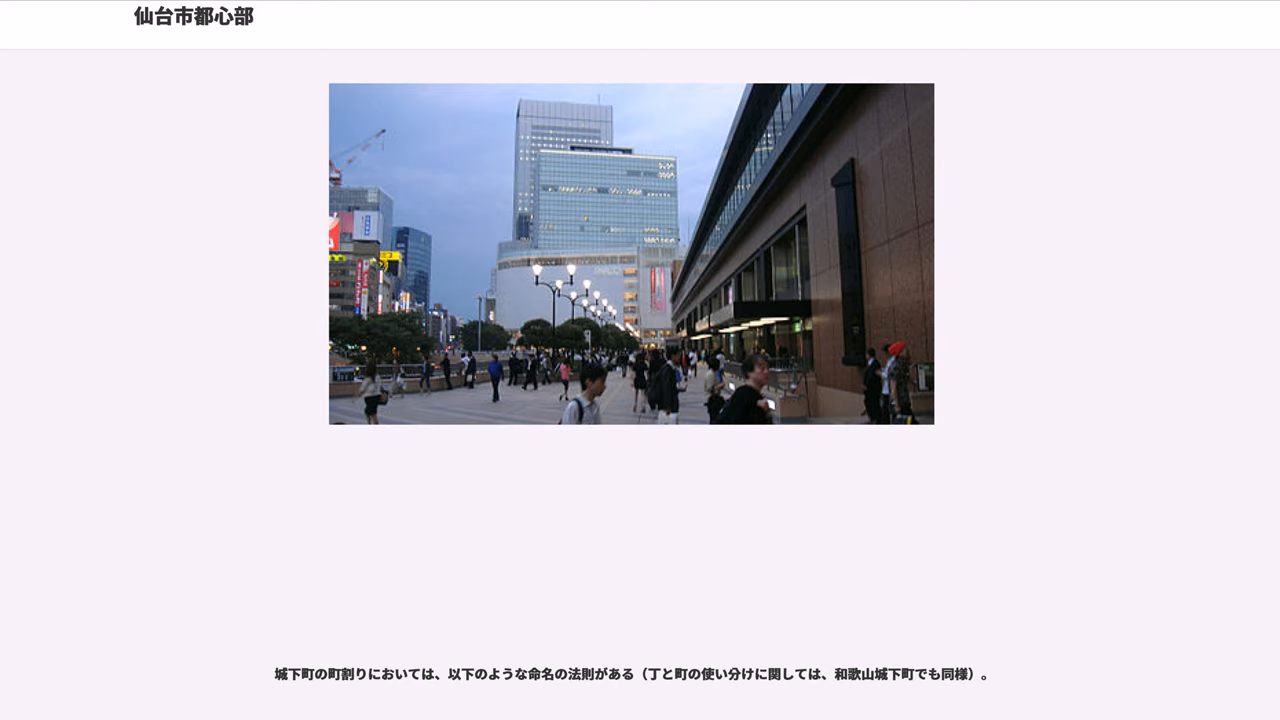 仙台市都心部
城下町の町割りにおいては、以下のような命名の法則がある（丁と町の使い分けに関しては、和歌山城下町でも同様）。